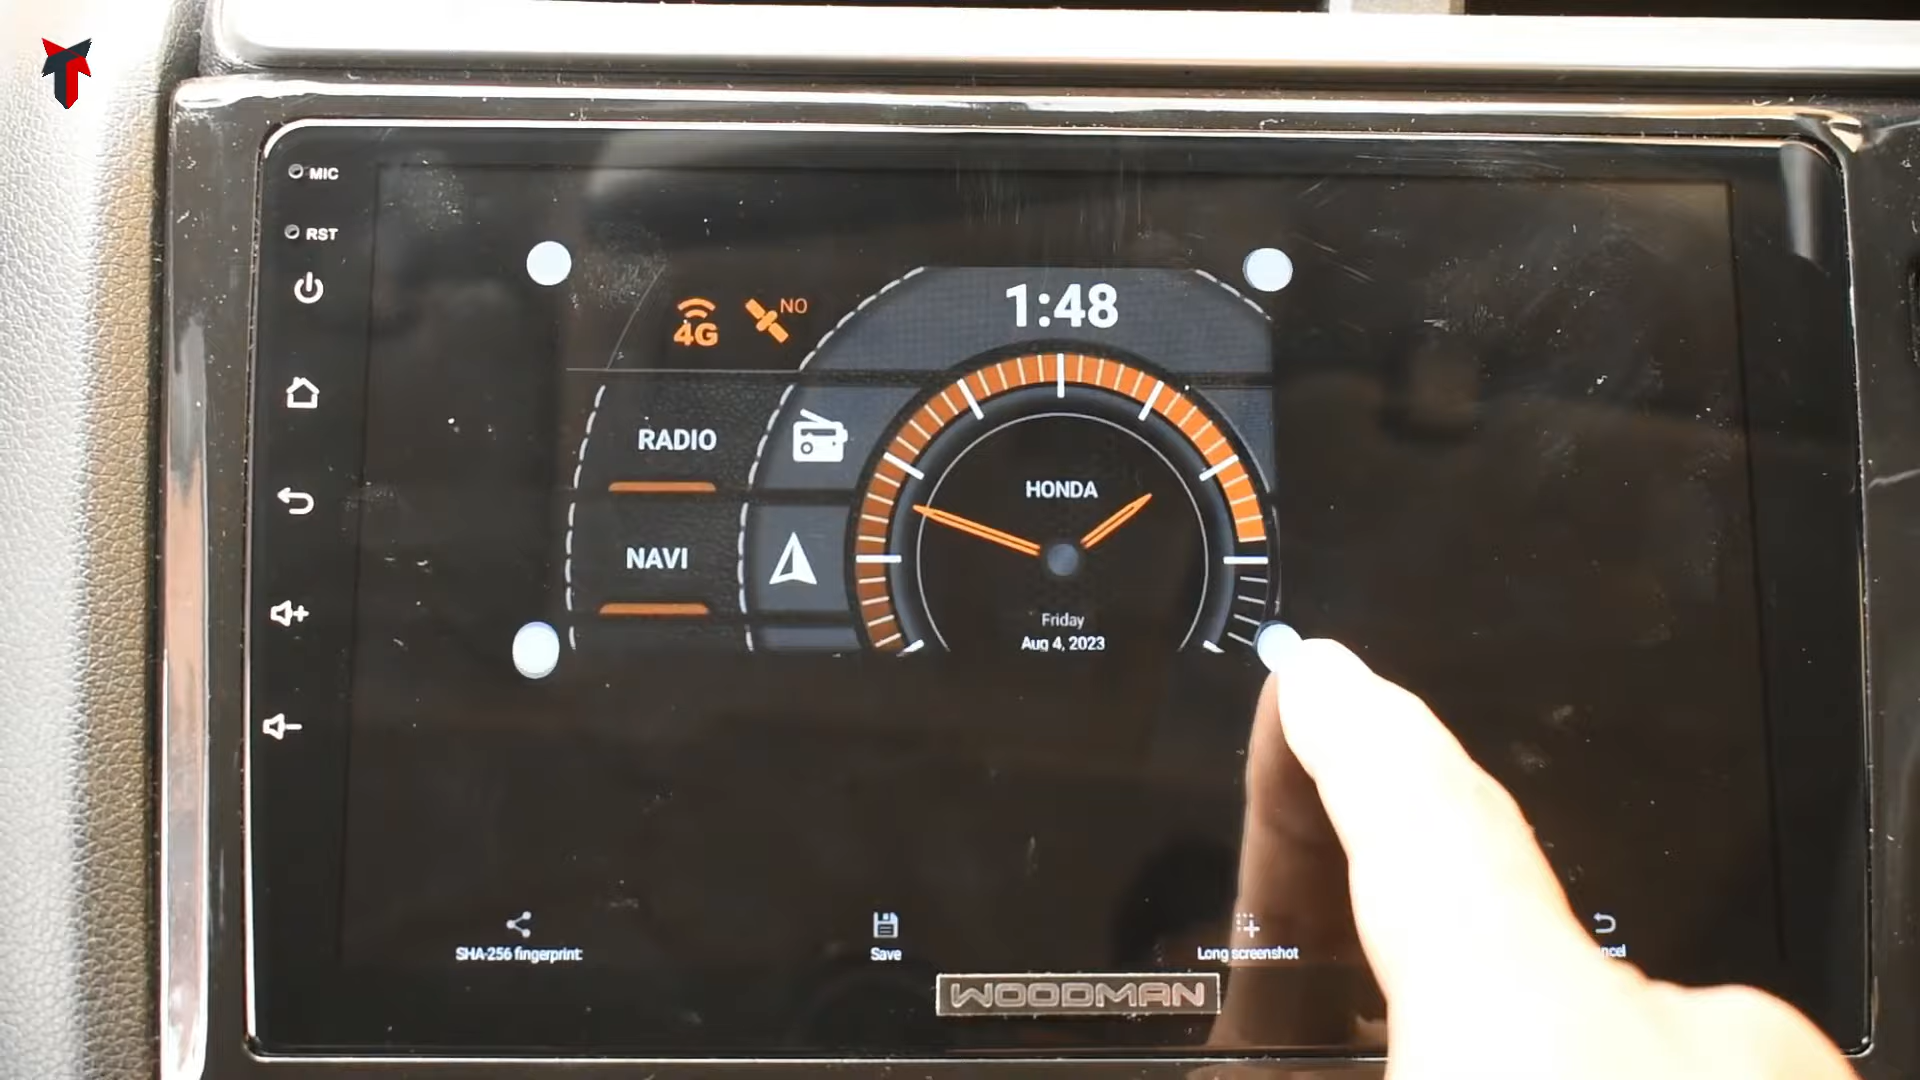 MIC
RST
4G
NO
1:48
RADIO
NAVI
HONDA
Friday
Aug 4, 2023
SHA-256 fingerprint:
Save
Long screenshot
WOODMAN